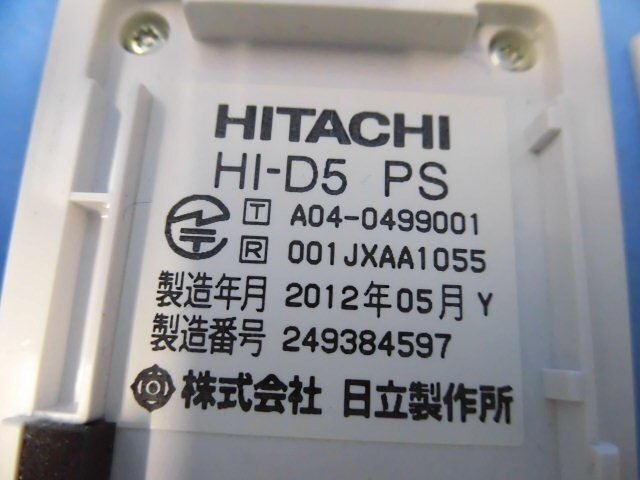 HITACHI
HI-D5 PS
T A04-0499001
R 001JXAA1055
製造年月 2012年05月 Y
製造番号 249384597
株式会社 日立製作所